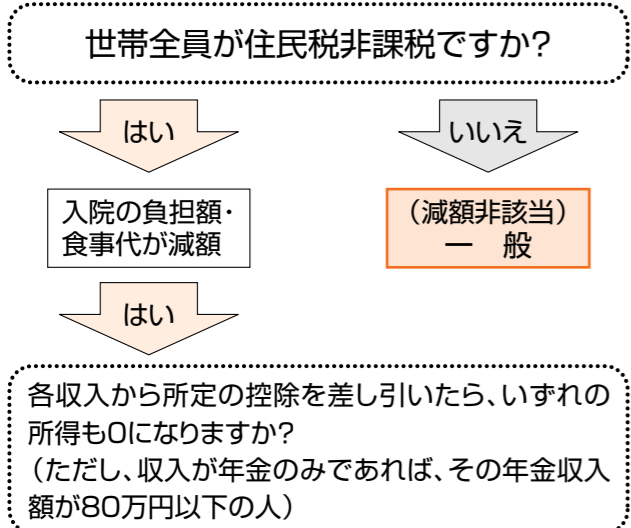 世帯全員が住民税非課税ですか?
はい
いいえ
入院の負担額・
食事代が減額
(減額非該当)
一 般
はい
各収入から所定の控除を差し引いたら、いずれの
所得も0になりますか?
(ただし、収入が年金のみであれば、その年金収入
額が80万円以下の人)